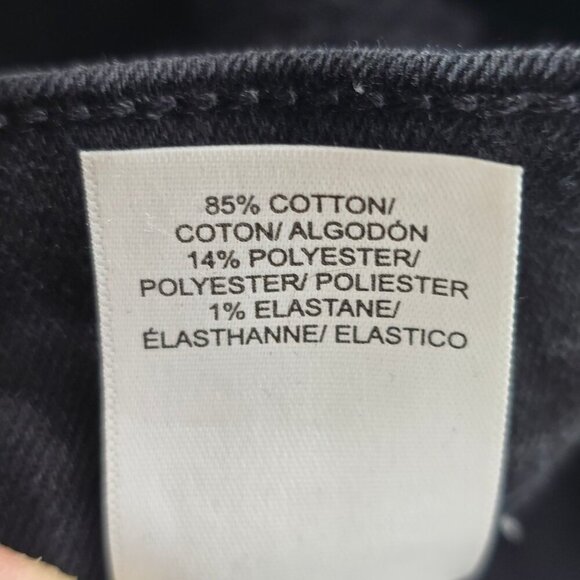 85% COTTON/
COTON/ ALGODÓN
14% POLYESTER/
POLYESTER/ POLIESTER
1% ELASTANE/
ÉLASTHANNE/ ELASTICO